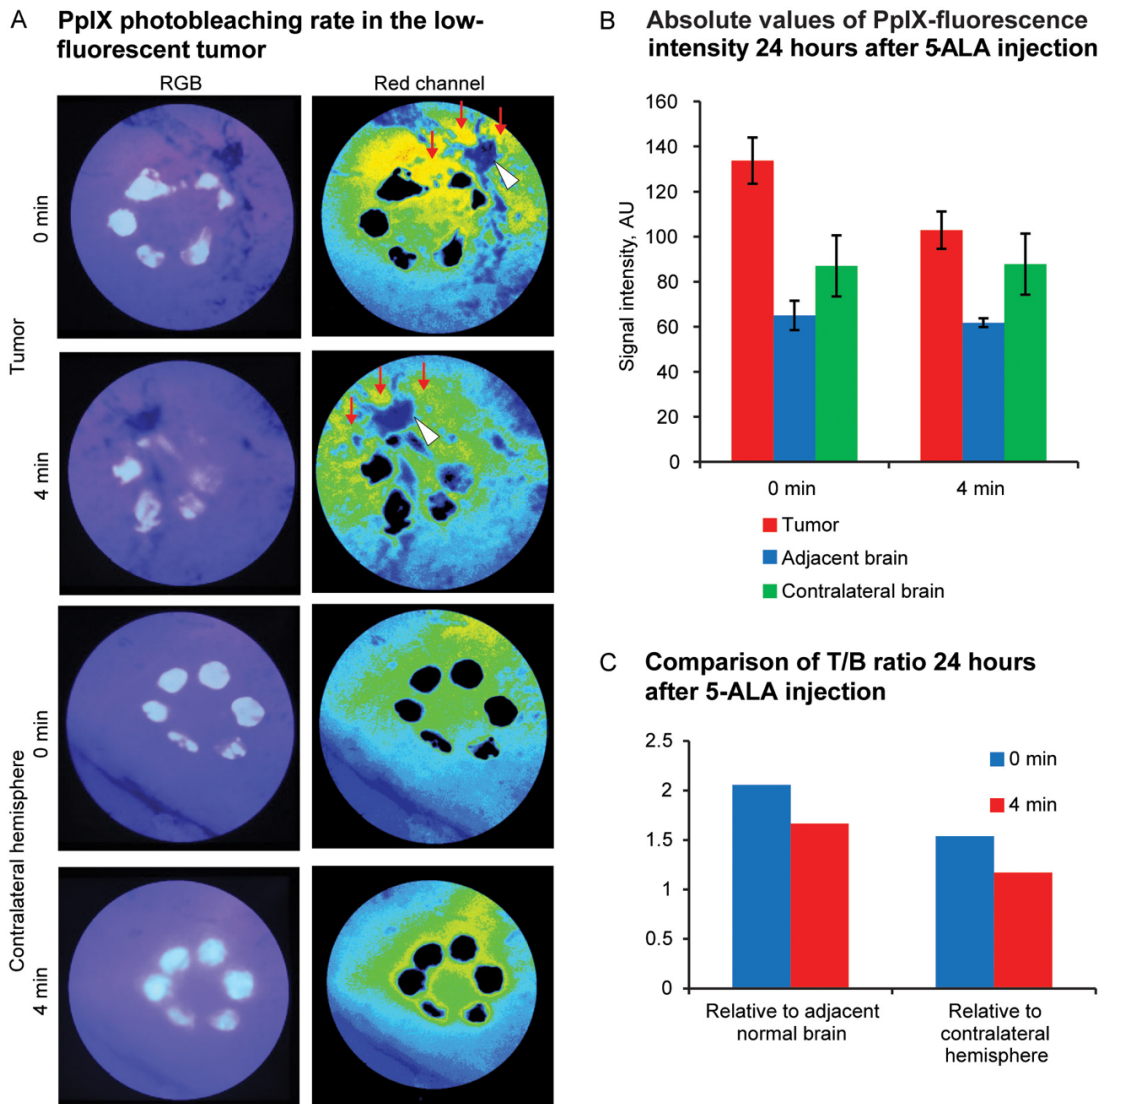 A PpIX photobleaching rate in the low-
fluorescent tumor
RGB
Red channel
Tumor
0 min
4 min
Contralateral hemisphere
0 min
4 min
B Absolute values of PpIX-fluorescence
intensity 24 hours after 5-ALA injection
Signal intensity, AU
160
140
120
100
80
60
40
20
0
0 min
4 min
Tumor
Adjacent brain
Contralateral brain
C Comparison of T/B ratio 24 hours
after 5-ALA injection
2.5
2
1.5
1
0.5
0
0 min
4 min
Relative to adjacent
normal brain
Relative to
contralateral
hemisphere